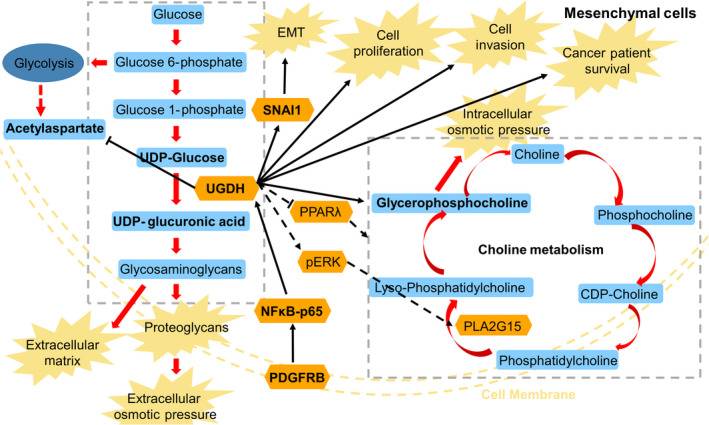 Glucose
EMT
Cell
proliferation
Cell
invasion
Mesenchymal cells
Cancer patient
survival
Glycolysis
Glucose 6-phosphate
Glucose 1-phosphate
SNAI1
Intracellular
osmotic pressure
Acetylaspartate
UDP-Glucose
Choline
UGDH
Glycerophosphocholine
PPARλ
Phosphocholine
UDP- glucuronic acid
Choline metabolism
pERK
Glycosaminoglycans
Lyso-Phosphatidylcholine
CDP-Choline
NFκB-p65
PLA2G15
Proteoglycans
Extracellular
matrix
Phosphatidylcholine
PDGFRB
Cell Membrane
Extracellular
osmotic pressure